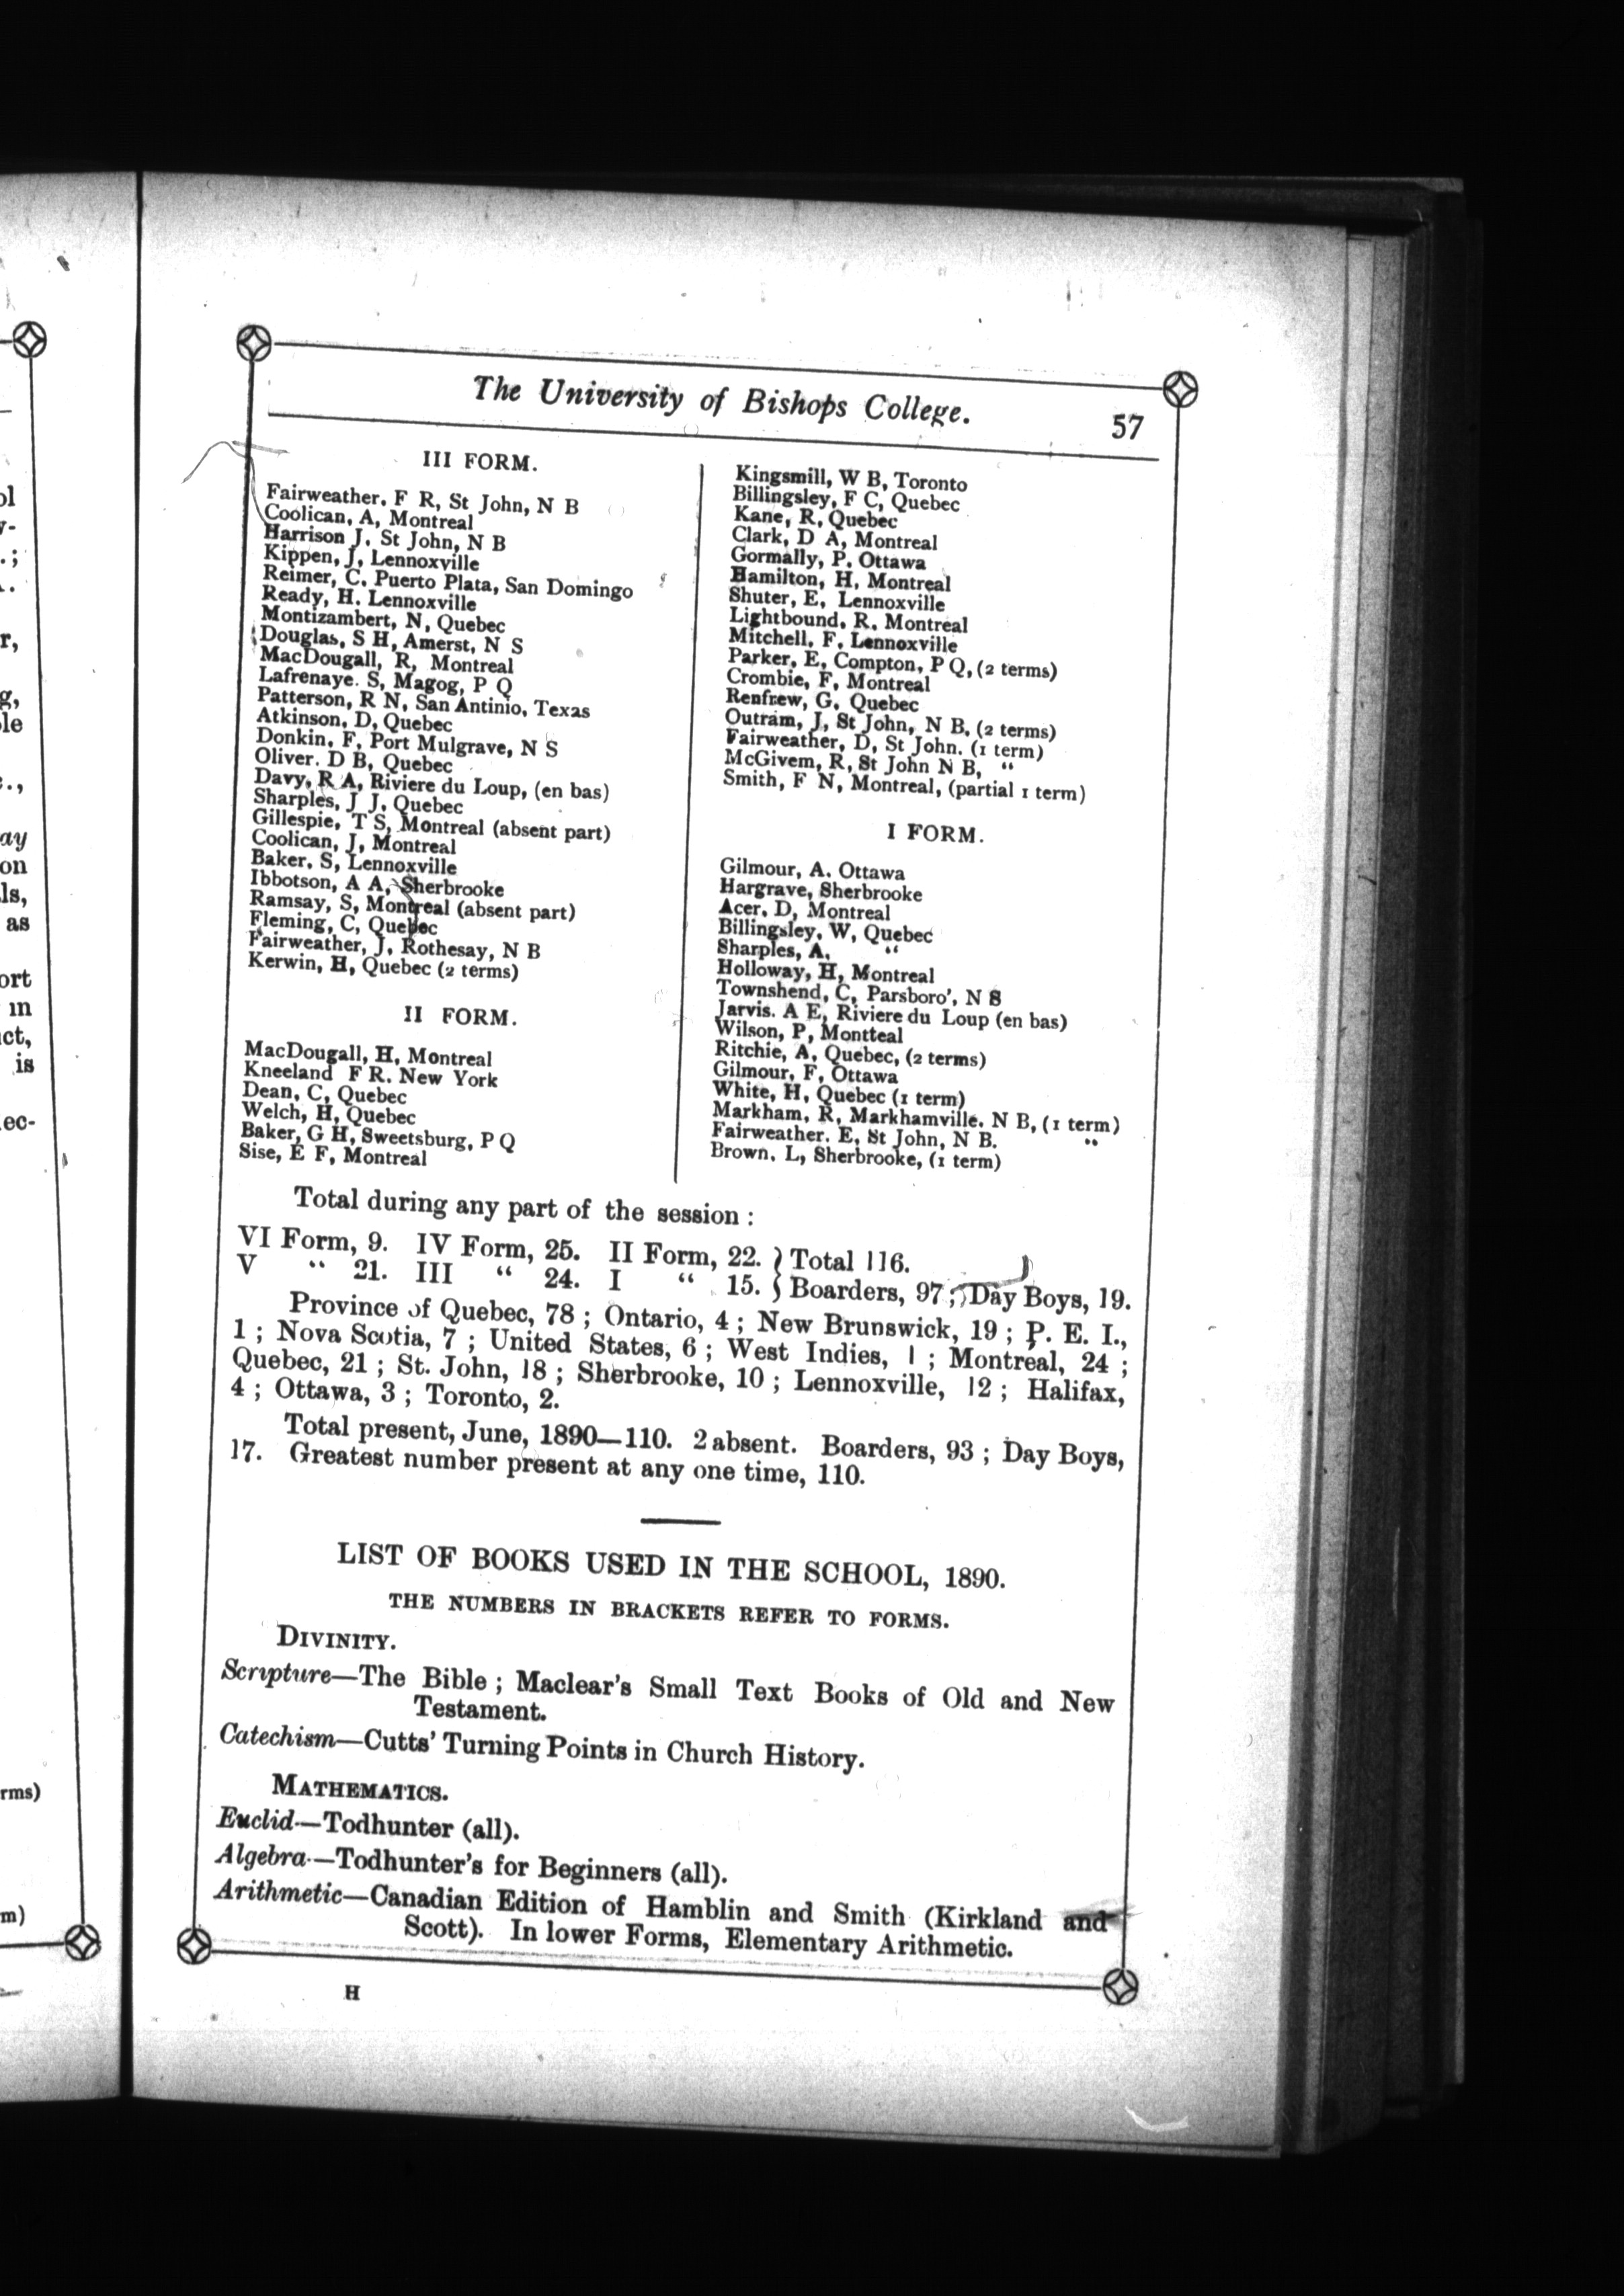 The University of Bishops College. 57
III FORM.
Fairweather. F R, St John, N B
Coolican, A, Montreal
Harrison J. St John, N B
Kippen, J, Lennoxville
Reimer, C. Puerto Plata, San Domingo
Ready, H. Lennoxville
Montizambert, N, Quebec
Douglas, S H, Amerst, N S
MacDougall, R, Montreal
Lafrenaye. S, Magog, P Q
Patterson, R N, San Antinio, Texas
Atkinson, D, Quebec
Donkin, F, Port Mulgrave, N S
Oliver. D B, Quebec
Davy, R A, Riviere du Loup, (en bas)
Sharples, J J, Quebec
Gillespie, T S, Montreal (absent part)
Coolican, J, Montreal
Baker. S, Lennoxville
Ibbotson, A A, Sherbrooke
Ramsay, S, Montreal (absent part)
Fleming, C, Quebec
Fairweather, J, Rothesay, N B
Kerwin, H, Quebec (2 terms)
II FORM.
MacDougall, H, Montreal
Kneeland F R. New York
Dean, C, Quebec
Welch, H, Quebec
Baker, G H, Sweetsburg, P Q
Sise, E F, Montreal
Kingsmill, W B, Toronto
Billingsley, F C, Quebec
Kane, R, Quebec
Clark, D A, Montreal
Gormally, P. Ottawa
Hamilton, H, Montreal
Shuter, E, Lennoxville
Lightbound, R. Montreal
Mitchell, F, Lennoxville
Parker, E, Compton, P Q, (2 terms)
Crombie, F, Montreal
Renfrew, G, Quebec
Outram, J, St John, N B, (2 terms)
Fairweather, D, St John. (1 term)
McGivem, R, St John N B, “
Smith, F N, Montreal, (partial 1 term)
I FORM.
Gilmour, A. Ottawa
Hargrave, Sherbrooke
Acer. D, Montreal
Billingsley, W, Quebec
Sharples, A, “
Holloway, H, Montreal
Townshend, C, Parsboro', N S
Jarvis. A E, Riviere du Loup (en bas)
Wilson, P, Montteal
Ritchie, A, Quebec, (2 terms)
Gilmour, F, Ottawa
White, H, Quebec (1 term)
Markham, R, Markhamville. N B, (1 term)
Fairweather. E, St John, N B. “
Brown. L, Sherbrooke, (1 term)
Total during any part of the session :
VI Form, 9. IV Form, 25. II Form, 22. } Total 116.
V “ 21. III “ 24. I “ 15. } Boarders, 97 ; Day Boys, 19.
Province of Quebec, 78 ; Ontario, 4 ; New Brunswick, 19 ; P. E. I.,
1 ; Nova Scotia, 7 ; United States, 6 ; West Indies, 1 ; Montreal, 24 ;
Quebec, 21 ; St. John, 18 ; Sherbrooke, 10 ; Lennoxville, 12 ; Halifax,
4 ; Ottawa, 3 ; Toronto, 2.
Total present, June, 1890—110. 2 absent. Boarders, 93 ; Day Boys,
17. Greatest number present at any one time, 110.
LIST OF BOOKS USED IN THE SCHOOL, 1890.
THE NUMBERS IN BRACKETS REFER TO FORMS.
DIVINITY.
Scripture—The Bible ; Maclear's Small Text Books of Old and New
Testament.
Catechism—Cutts' Turning Points in Church History.
MATHEMATICS.
Euclid—Todhunter (all).
Algebra—Todhunter's for Beginners (all).
Arithmetic—Canadian Edition of Hamblin and Smith (Kirkland and
Scott). In lower Forms, Elementary Arithmetic.
H